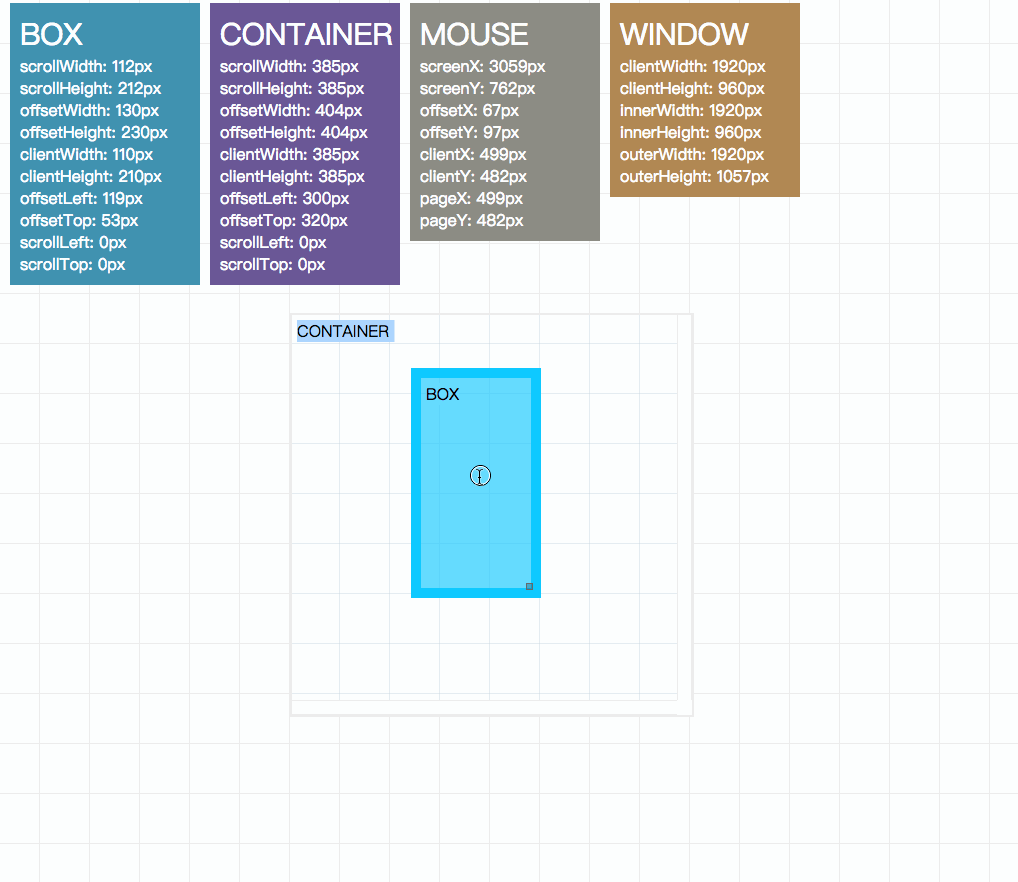 BOX
scrollWidth: 112px
scrollHeight: 212px
offsetWidth: 130px
offsetHeight: 230px
clientWidth: 110px
clientHeight: 210px
offsetLeft: 119px
offsetTop: 53px
scrollLeft: 0px
scrollTop: 0px
CONTAINER
scrollWidth: 385px
scrollHeight: 385px
offsetWidth: 404px
offsetHeight: 404px
clientWidth: 385px
clientHeight: 385px
offsetLeft: 300px
offsetTop: 320px
scrollLeft: 0px
scrollTop: 0px
MOUSE
screenX: 3059px
screenY: 762px
offsetX: 67px
offsetY: 97px
clientX: 499px
clientY: 482px
pageX: 499px
pageY: 482px
WINDOW
clientWidth: 1920px
clientHeight: 960px
innerWidth: 1920px
innerHeight: 960px
outerWidth: 1920px
outerHeight: 1057px
CONTAINER
BOX